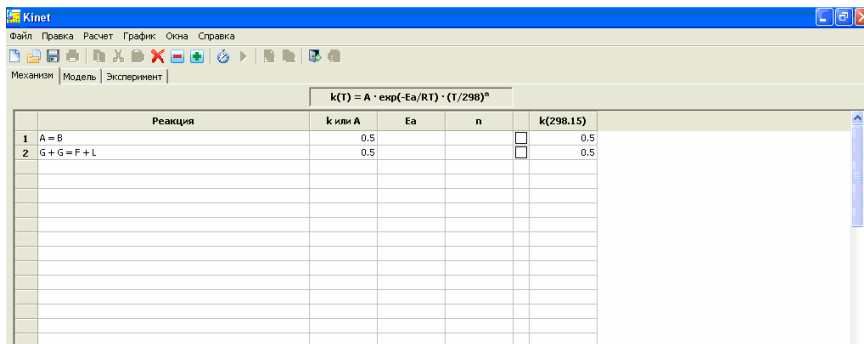 Kinet
Файл Правка Расчет График Окна Справка
Механизм Модель Эксперимент
k(T) = A · exp(-Ea/RT) · (T/298)ⁿ
Реакция k или A Ea n k(298.15)
1 A = B 0.5 0.5
2 G + G = F + L 0.5 0.5